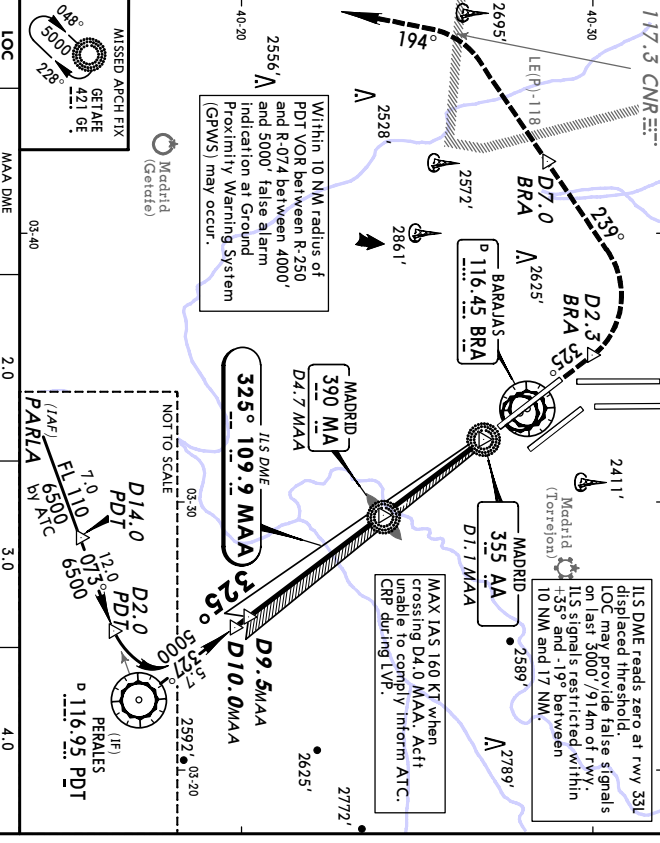 117.3 CNR
LE(P)-118
40-30
40-20
2695'
194°
2556'
2528'
2572'
2861'
D7.0
BRA
239°
2625'
D2.3
BRA
325°
BARAJAS
D 116.45 BRA
2411'
Madrid
(Torrejon)
Madrid
(Getafe)
MISSED APCH FIX
048°
5000
228°
GETAFE
421 GE
LOC
MAA DME
2.0
3.0
4.0
03-40
03-30
03-20
Within 10 NM radius of
PDT VOR between R-250
and R-074 between 4000'
and 5000' false alarm
indication at Ground
Proximity Warning System
(GPWS) may occur.
MADRID
390 MA
D4.7 MAA
MADRID
355 AA
D1.1 MAA
ILS DME
325° 109.9 MAA
325°
ILS DME reads zero at rwy 33L
displaced threshold.
LOC may provide false signals
on last 3000'/914m of rwy.
ILS signals restricted within
+35° and -19° between
10 NM and 17 NM.
MAX IAS 160 KT when
crossing D4.0 MAA. Acft
unable to comply inform ATC.
CRP during LVP.
2589'
2789'
2625'
2772'
2592'
D9.5MAA
D10.0MAA
5.7
327°
5000
NOT TO SCALE
(IAF)
PARLA
7.0
FL 110
6500
by ATC
D14.0
PDT
12.0
073°
6500
D2.0
PDT
(IF)
PERALES
D 116.95 PDT